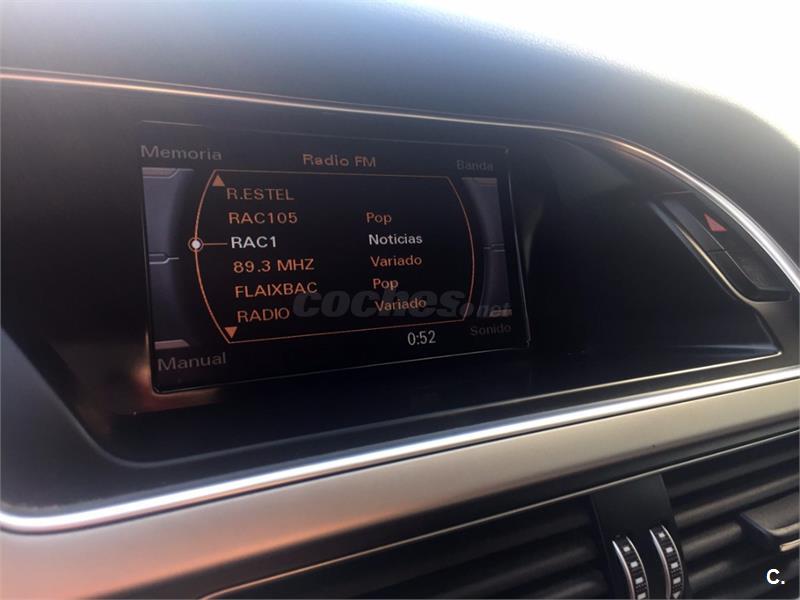 Memoria Radio FM Banda
R.ESTEL
RAC105 Pop
RAC1 Noticias
89.3 MHZ Variado
FLAIXBAC Pop
RADIO Variado
coches.net
0:52
Manual Sonido
C.